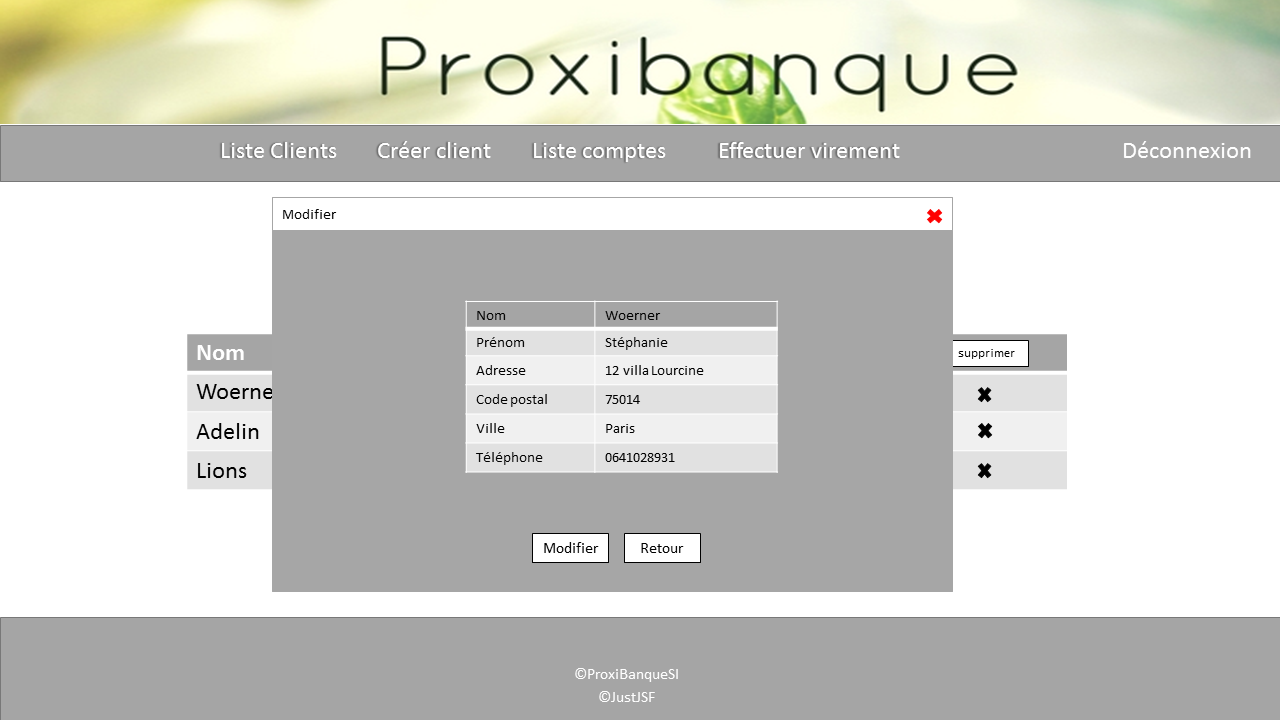 Proxibanque
Liste Clients Créer client Liste comptes Effectuer virement Déconnexion
Modifier
Nom Woerner
Prénom Stéphanie
Adresse 12 villa Lourcine
Code postal 75014
Ville Paris
Téléphone 0641028931
Modifier Retour
Nom supprimer
Woerne
Adelin
Lions
©ProxiBanqueSI
©JustJSF